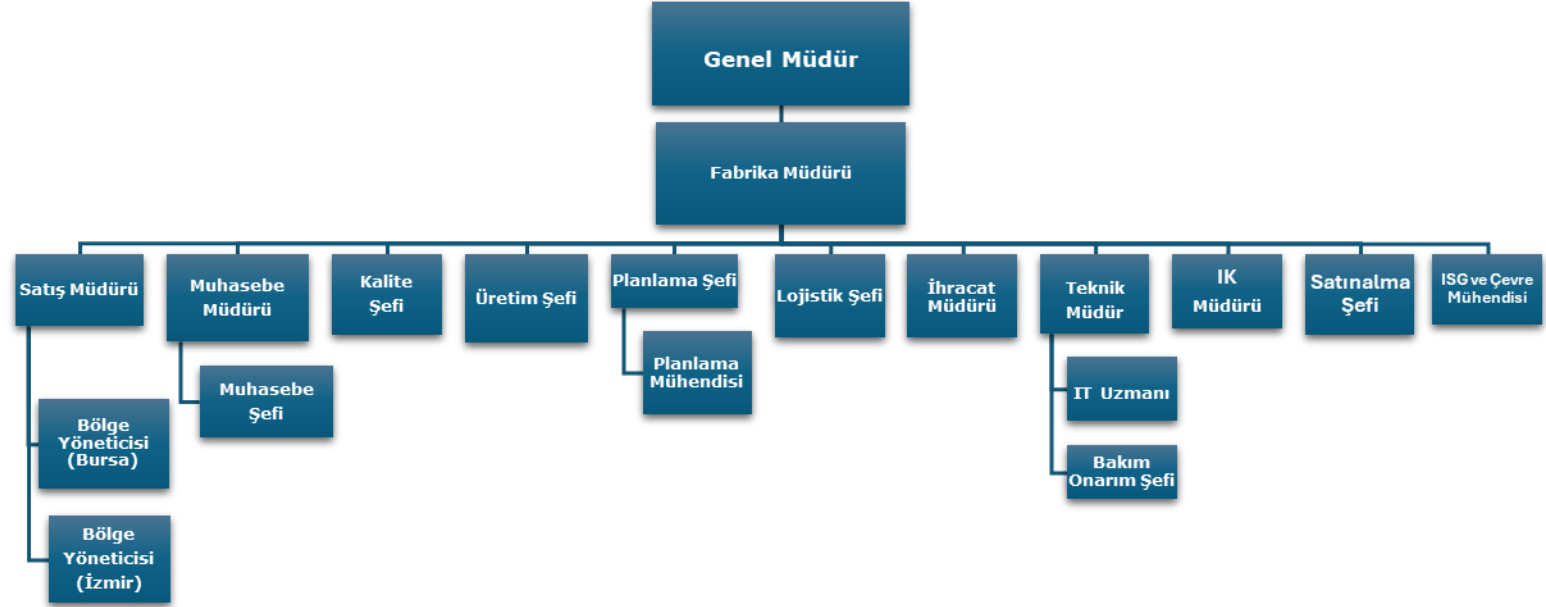 Genel Müdür
Fabrika Müdürü
Satış Müdürü
Bölge
Yöneticisi
(Bursa)
Bölge
Yöneticisi
(İzmir)
Muhasebe
Müdürü
Muhasebe
Şefi
Kalite
Şefi
Üretim Şefi
Planlama Şefi
Planlama
Mühendisi
Lojistik Şefi
İhracat
Müdürü
Teknik
Müdür
IT Uzmanı
Bakım
Onarım Şefi
IK
Müdürü
Satınalma
Şefi
ISG ve Çevre
Mühendisi